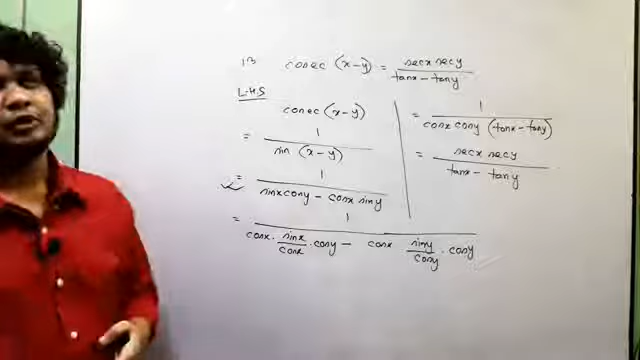 13 cosec (x-y) = secx secy / tanx - tany
L.H.S
cosec (x-y)
= 1 / sin (x-y)
= 1 / sinx cosy - cosx siny
= 1 / cosx · sinx/cosx · cosy - cosx siny/cosy · cosy
= 1 / cosx cosy (tanx - tany)
= secx secy / tanx - tany